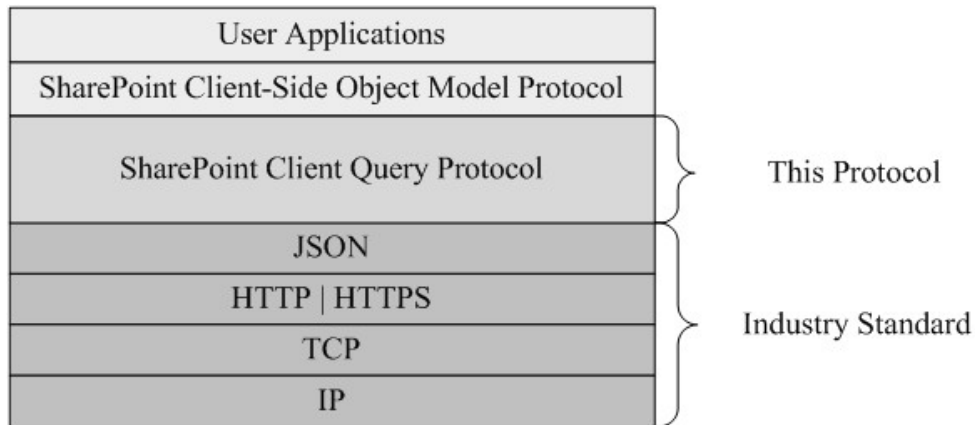 User Applications
SharePoint Client-Side Object Model Protocol
SharePoint Client Query Protocol
This Protocol
JSON
HTTP | HTTPS
TCP
IP
Industry Standard